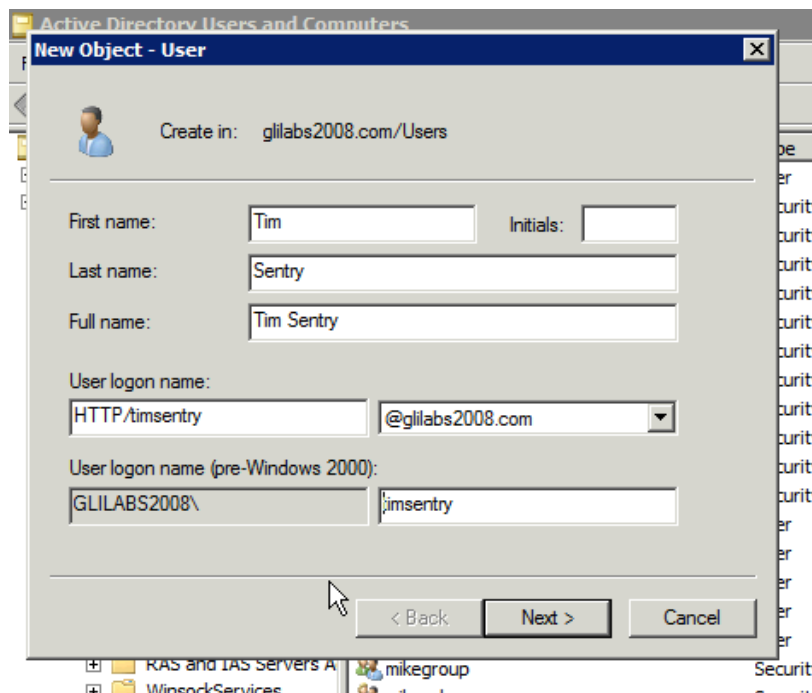 Active Directory Users and Computers
New Object - User
Create in: glilabs2008.com/Users
First name: Tim Initials:
Last name: Sentry
Full name: Tim Sentry
User logon name:
HTTP/timsentry @glilabs2008.com
User logon name (pre-Windows 2000):
GLILABS2008\ timsentry
< Back Next > Cancel
RAS and IAS Servers A mikegroup Securit
WinsockServices